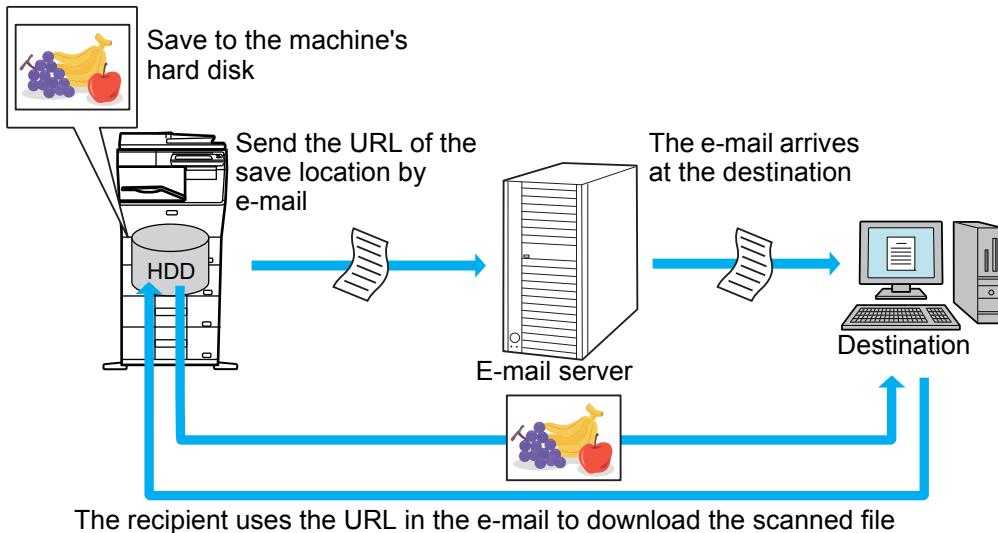 Save to the machine's
hard disk
Send the URL of the
save location by
e-mail
The e-mail arrives
at the destination
HDD
E-mail server
Destination
The recipient uses the URL in the e-mail to download the scanned file